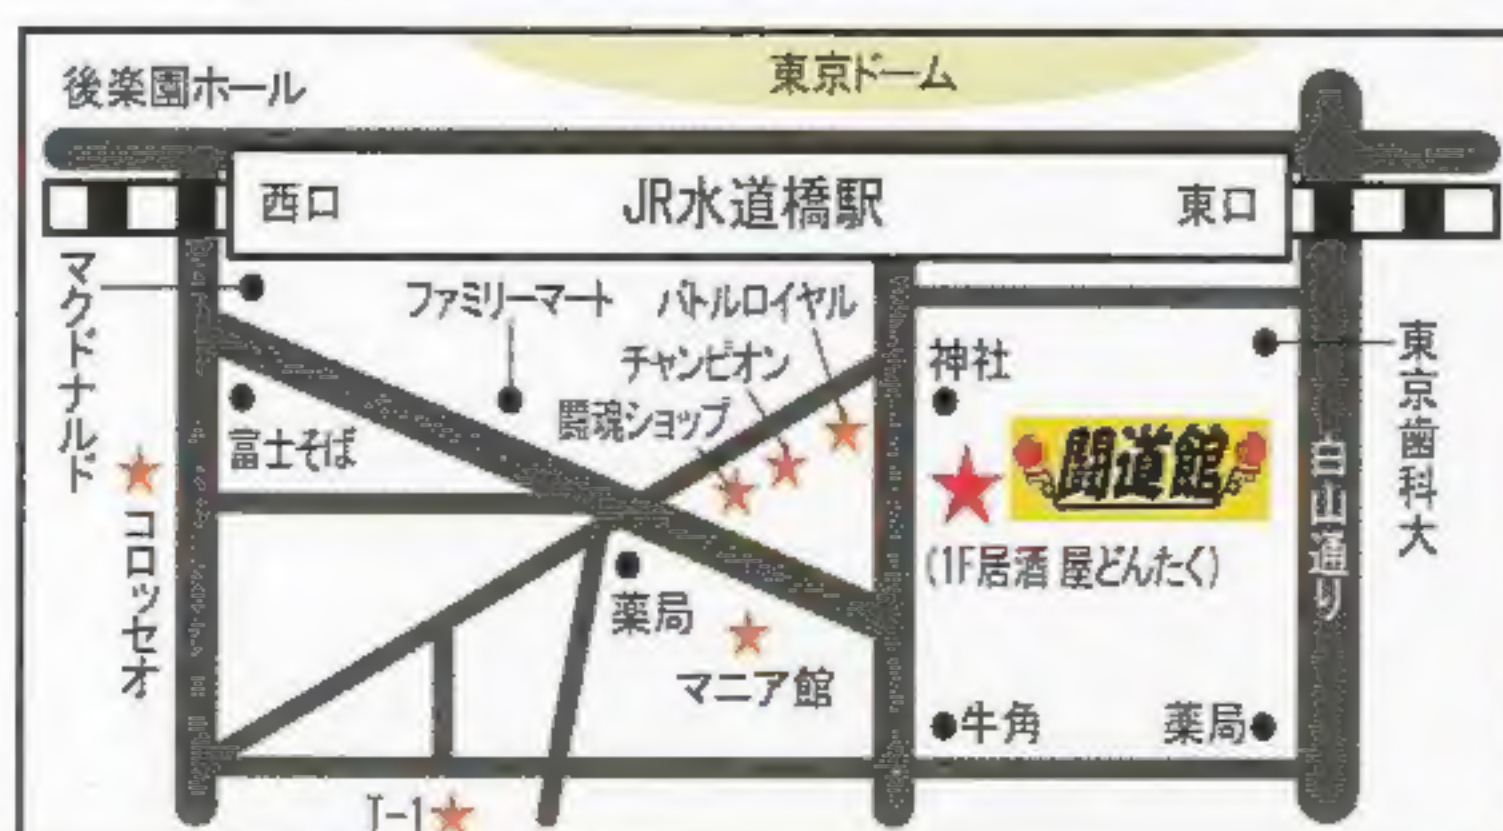 後楽園ホール
東京ドーム
西口
JR水道橋駅
東口
マクドナルド
ファミリーマート
バトルロイヤル
チャンピオン
闘魂ショップ
神社
東京歯科大
富士そば
闘道館
白山通り
コロッセオ
(1F居酒屋どんたく)
薬局
マニア館
牛角
薬局
T-1